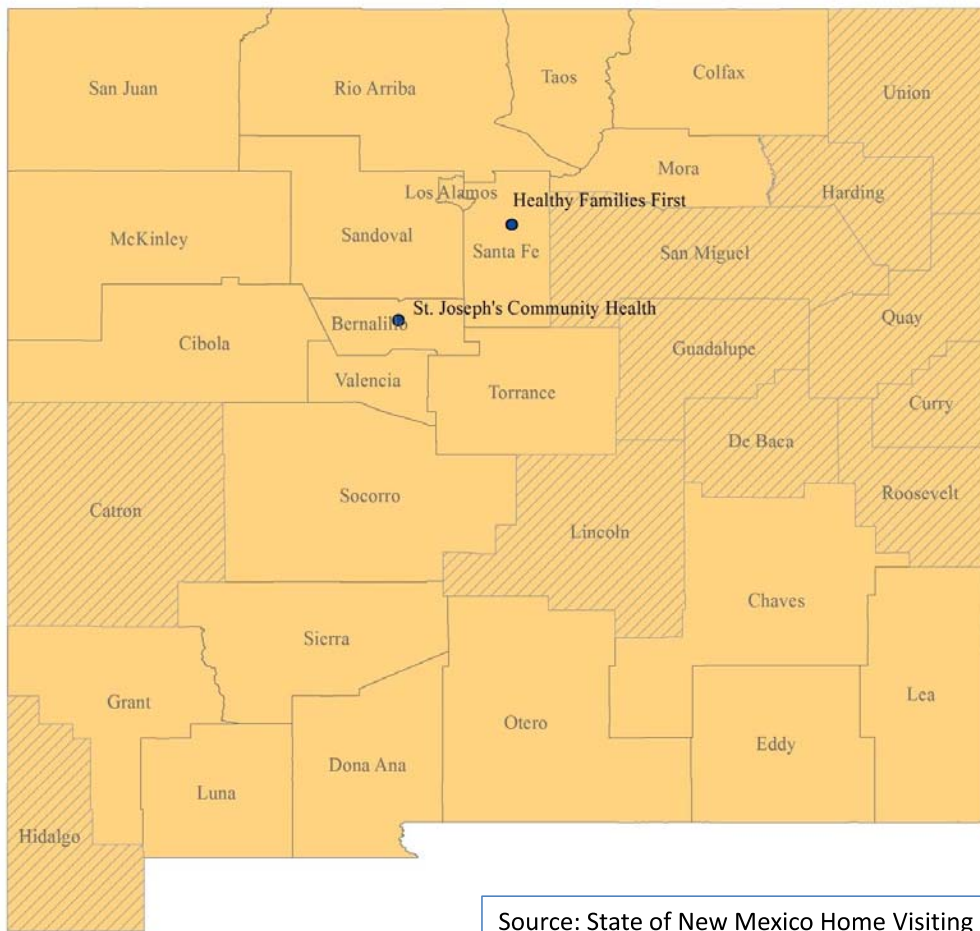 San Juan
Rio Arriba
Taos
Colfax
Union
Mora
Harding
Los Alamos
Healthy Families First
McKinley
Sandoval
Santa Fe
San Miguel
St. Joseph's Community Health
Bernalillo
Quay
Cibola
Guadalupe
Valencia
Torrance
Curry
De Baca
Socorro
Roosevelt
Catron
Lincoln
Chaves
Sierra
Grant
Lea
Otero
Eddy
Dona Ana
Luna
Hidalgo
Source: State of New Mexico Home Visiting